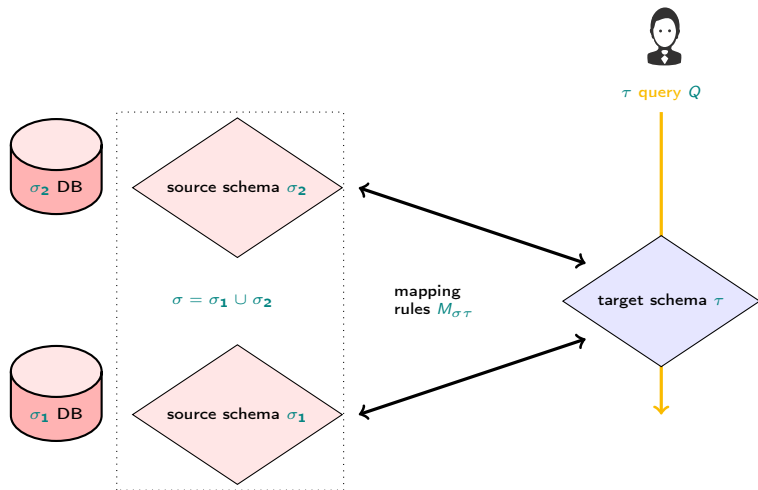 τ query Q
σ₂ DB
source schema σ₂
σ = σ₁ ∪ σ₂
mapping
rules M_στ
target schema τ
σ₁ DB
source schema σ₁